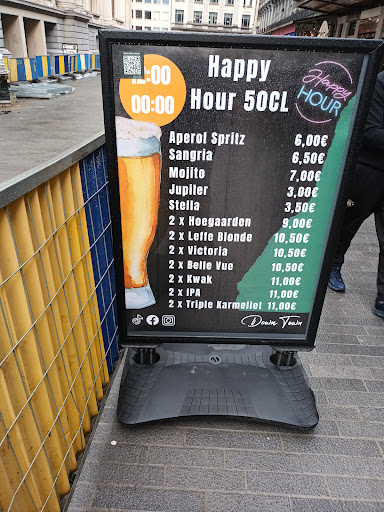 00:00
Happy
Hour 50CL
Happy
HOUR
Aperol Spritz 6,00€
Sangria 6,50€
Mojito 7,00€
Jupiler 3,00€
Stella 3,50€
2 x Hoegaarden 9,00€
2 x Leffe Blonde 10,50€
2 x Victoria 10,50€
2 x Belle Vue 10,50€
2 x Kwak 11,00€
2 x IPA 11,00€
2 x Triple Karmeliet 11,00€
Down Town